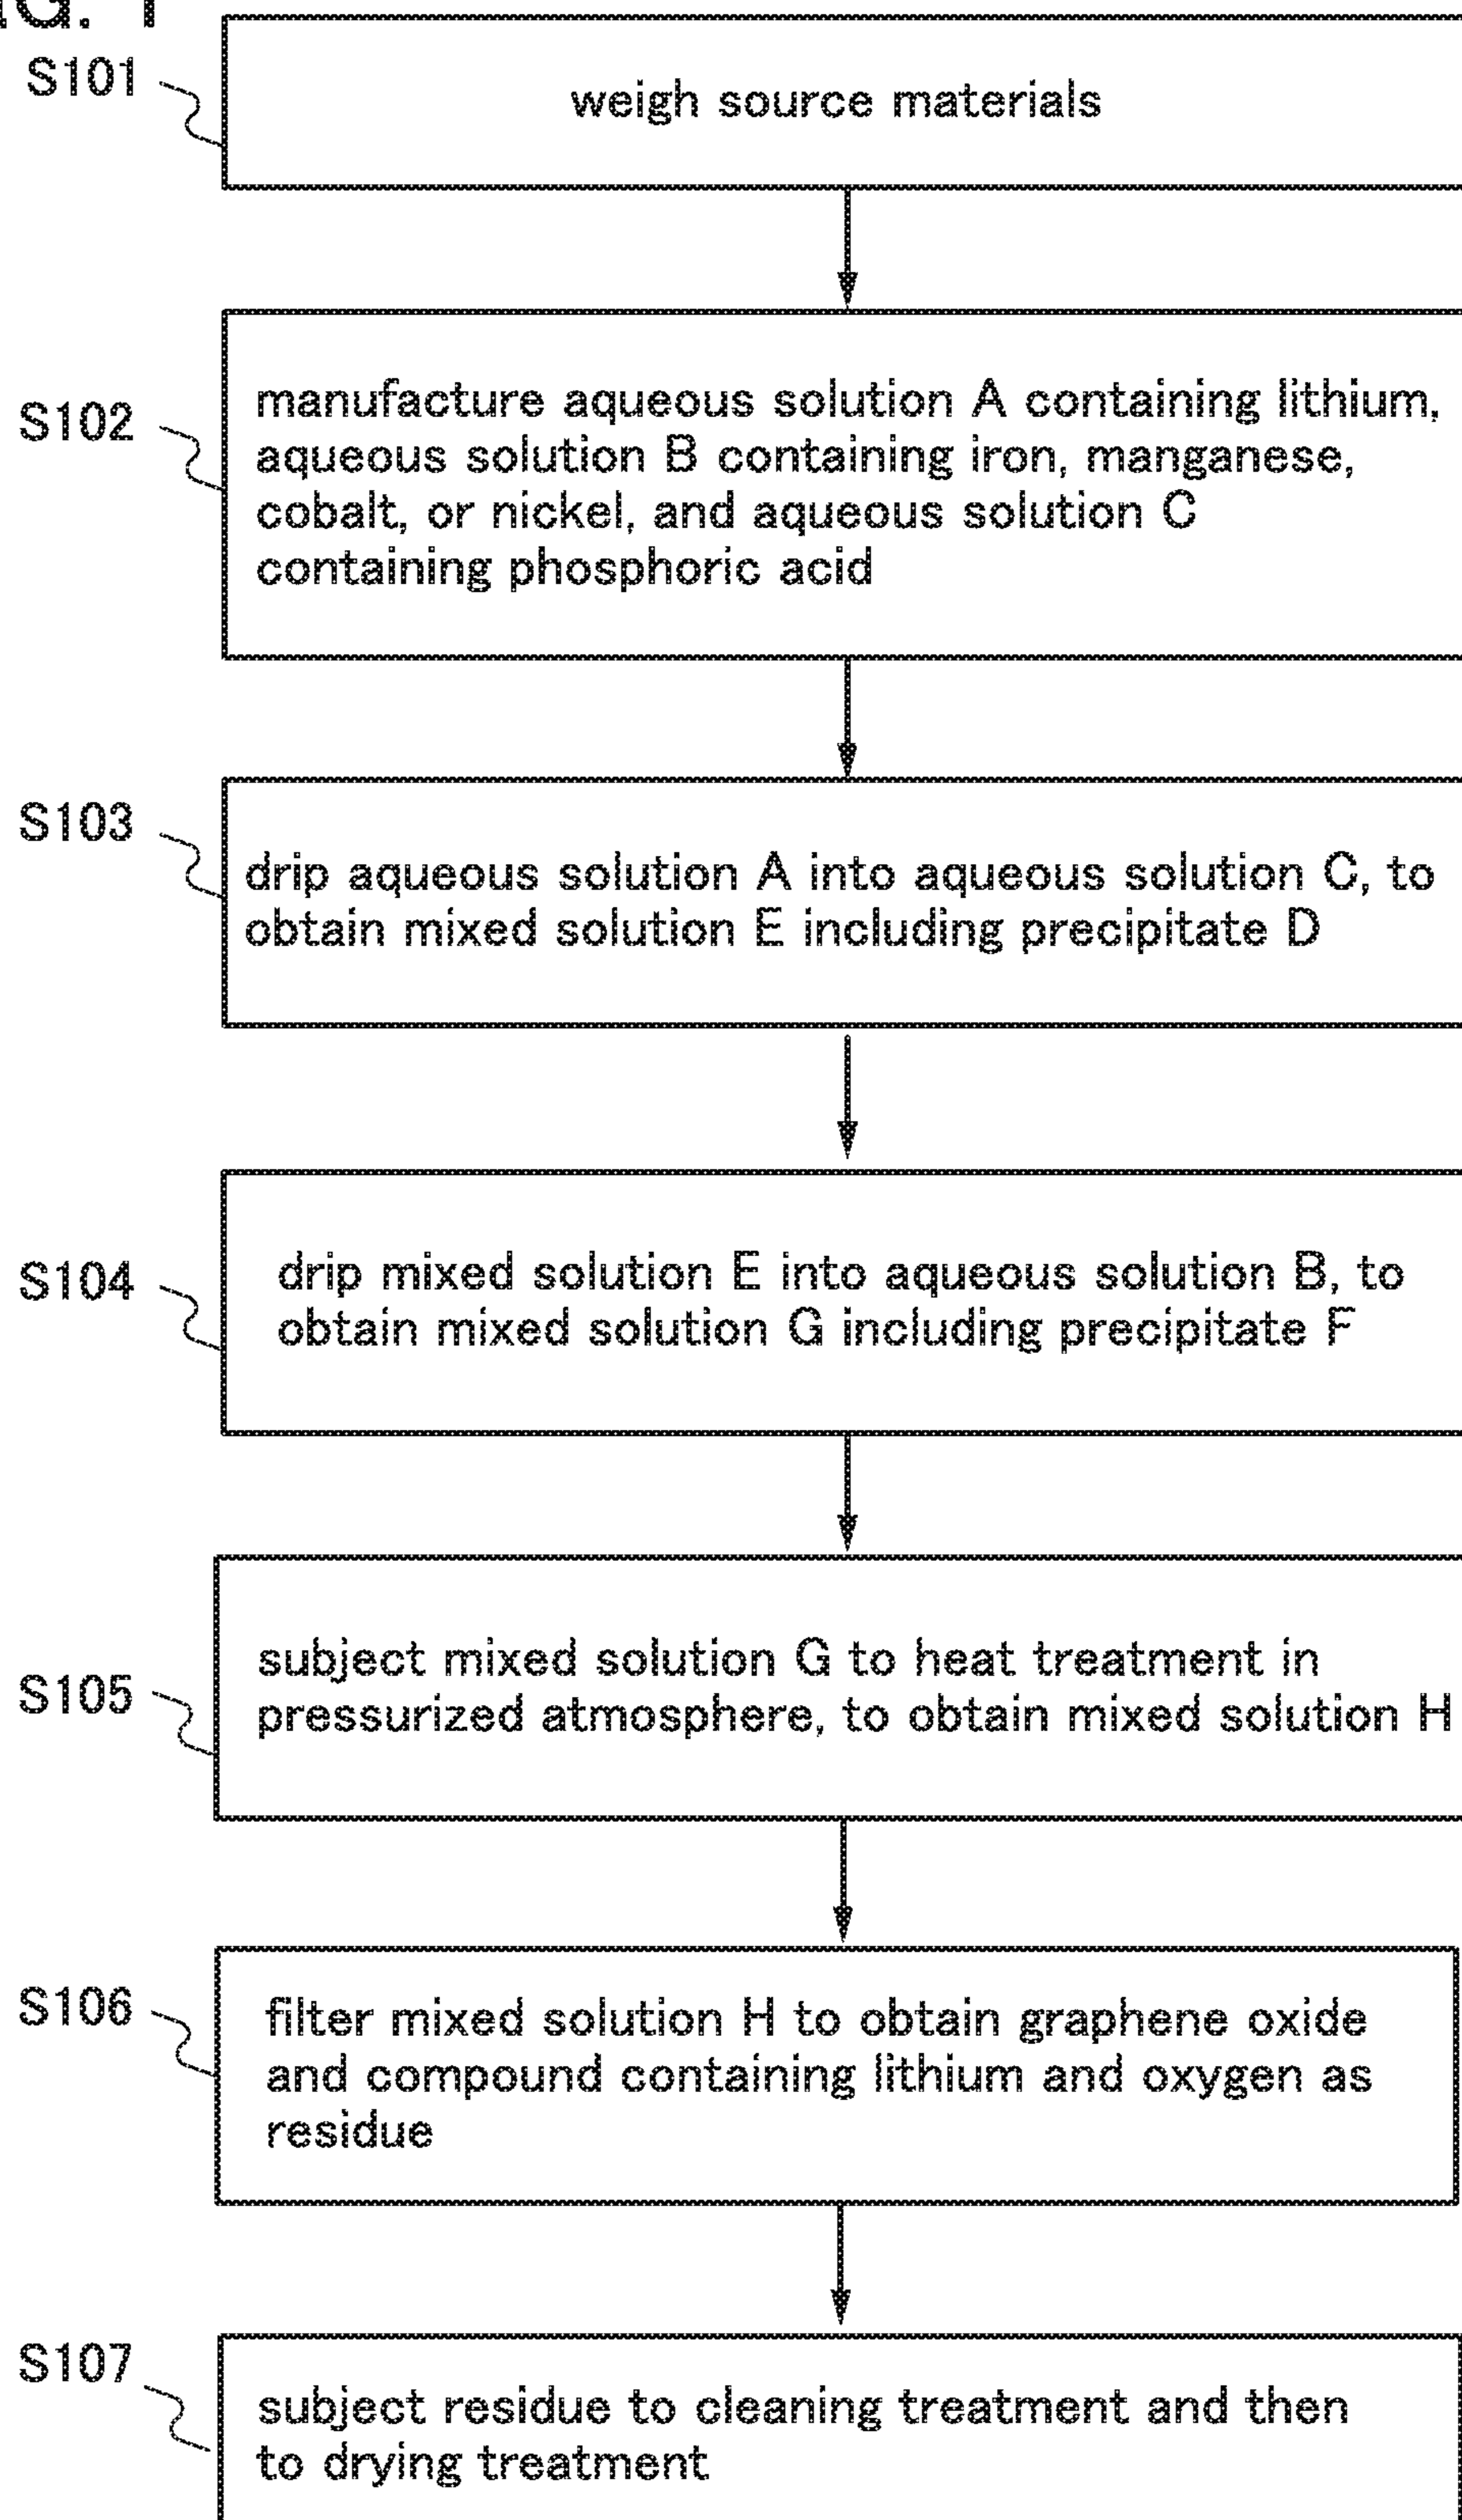 FIG. 1
S101
weigh source materials
S102
manufacture aqueous solution A containing lithium,
aqueous solution B containing iron, manganese,
cobalt, or nickel, and aqueous solution C
containing phosphoric acid
S103
drip aqueous solution A into aqueous solution C, to
obtain mixed solution E including precipitate D
S104
drip mixed solution E into aqueous solution B, to
obtain mixed solution G including precipitate F
S105
subject mixed solution G to heat treatment in
pressurized atmosphere, to obtain mixed solution H
S106
filter mixed solution H to obtain graphene oxide
and compound containing lithium and oxygen as
residue
S107
subject residue to cleaning treatment and then
to drying treatment